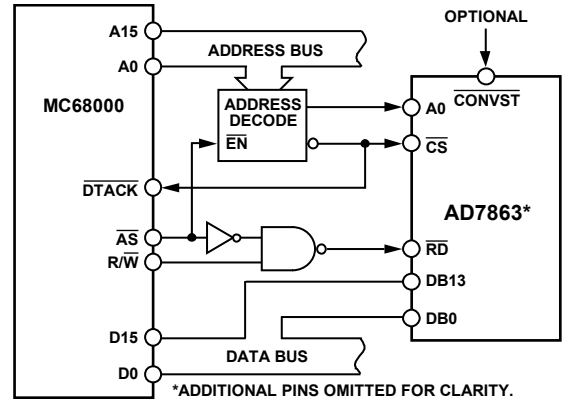 OPTIONAL
A15
ADDRESS BUS
A0
MC68000
ADDRESS
DECODE
EN
A0
CONVST
CS
DTACK
AD7863*
AS
R/W
RD
DB13
DB0
D15
DATA BUS
D0
*ADDITIONAL PINS OMITTED FOR CLARITY.